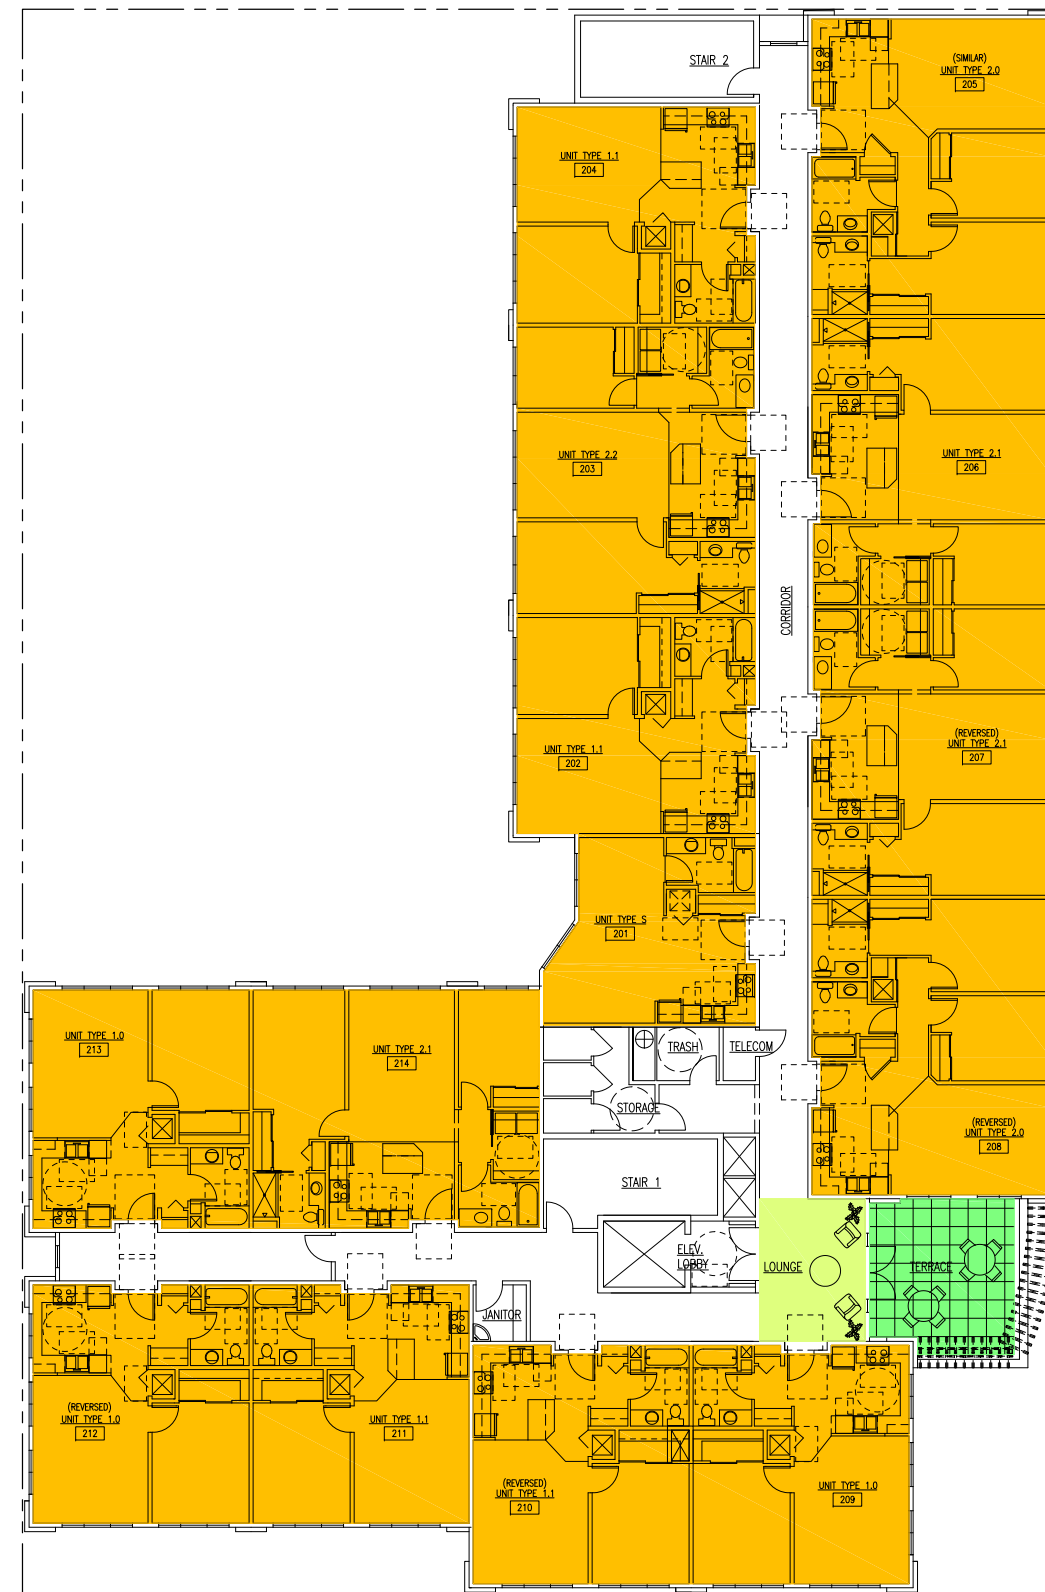 STAIR 2
(SIMILAR)
UNIT TYPE 2.0
205
UNIT TYPE 1.1
204
UNIT TYPE 2.2
203
UNIT TYPE 2.1
206
CORRIDOR
UNIT TYPE 1.1
202
(REVERSED)
UNIT TYPE 2.1
207
UNIT TYPE S
201
UNIT TYPE 1.0
213
UNIT TYPE 2.1
214
TRASH
TELECOM
STORAGE
(REVERSED)
UNIT TYPE 2.0
208
STAIR 1
ELEV.
LOBBY
LOUNGE
TERRACE
JANITOR
(REVERSED)
UNIT TYPE 1.0
212
UNIT TYPE 1.1
211
(REVERSED)
UNIT TYPE 1.1
210
UNIT TYPE 1.0
209